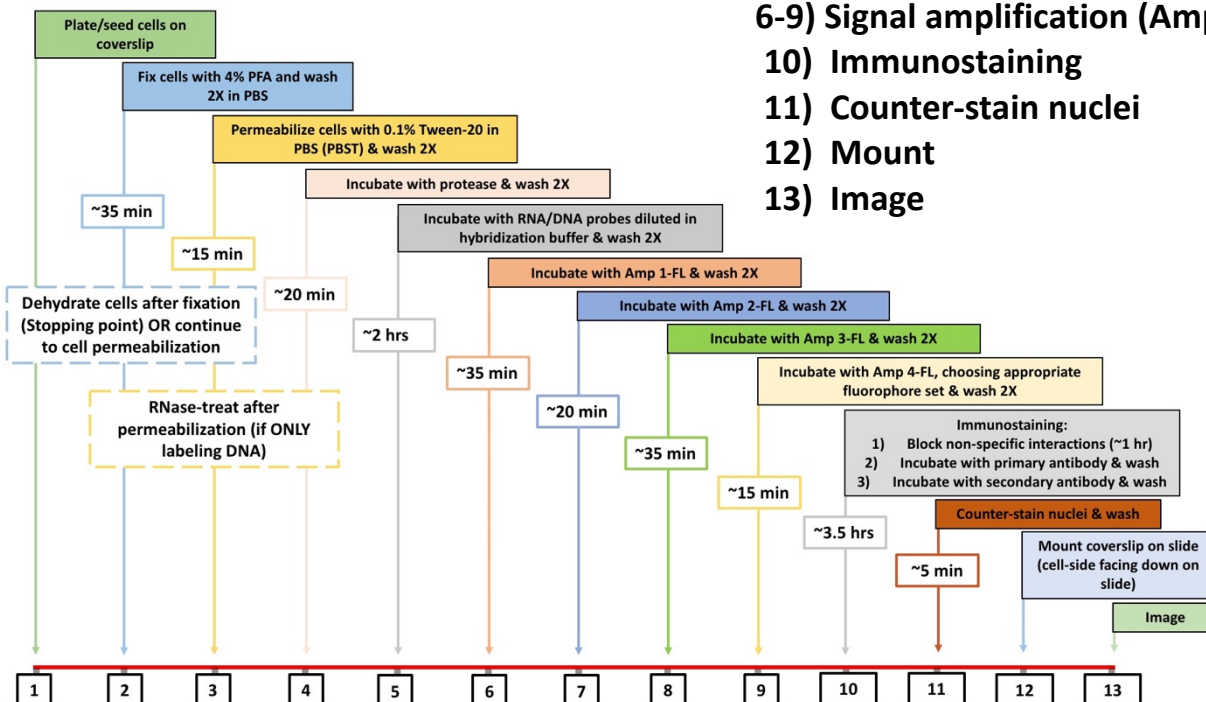 6-9) Signal amplification (Amp
10) Immunostaining
11) Counter-stain nuclei
12) Mount
13) Image
Plate/seed cells on
coverslip
Fix cells with 4% PFA and wash
2X in PBS
Permeabilize cells with 0.1% Tween-20 in
PBS (PBST) & wash 2X
Incubate with protease & wash 2X
Incubate with RNA/DNA probes diluted in
hybridization buffer & wash 2X
Incubate with Amp 1-FL & wash 2X
Incubate with Amp 2-FL & wash 2X
Incubate with Amp 3-FL & wash 2X
Incubate with Amp 4-FL, choosing appropriate
fluorophore set & wash 2X
Immunostaining:
1) Block non-specific interactions (~1 hr)
2) Incubate with primary antibody & wash
3) Incubate with secondary antibody & wash
Counter-stain nuclei & wash
Mount coverslip on slide
(cell-side facing down on
slide)
Image
~35 min
~15 min
~20 min
~2 hrs
~35 min
~20 min
~35 min
~15 min
~3.5 hrs
~5 min
Dehydrate cells after fixation
(Stopping point) OR continue
to cell permeabilization
RNase-treat after
permeabilization (if ONLY
labeling DNA)
1 2 3 4 5 6 7 8 9 10 11 12 13